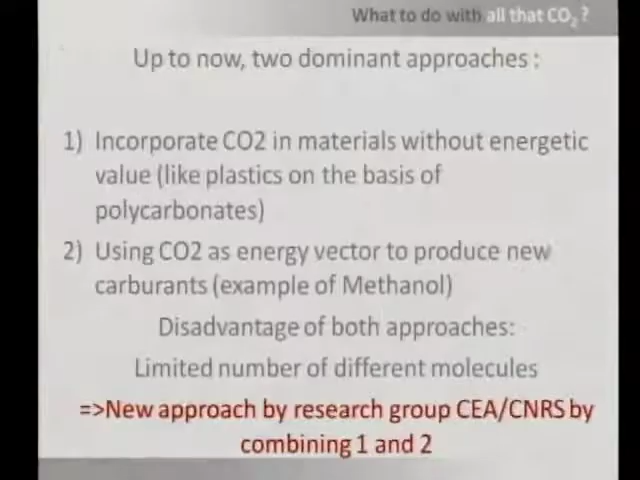 What to do with all that CO₂ ?
Up to now, two dominant approaches :
1) Incorporate CO2 in materials without energetic
value (like plastics on the basis of
polycarbonates)
2) Using CO2 as energy vector to produce new
carburants (example of Methanol)
Disadvantage of both approaches:
Limited number of different molecules
=>New approach by research group CEA/CNRS by
combining 1 and 2